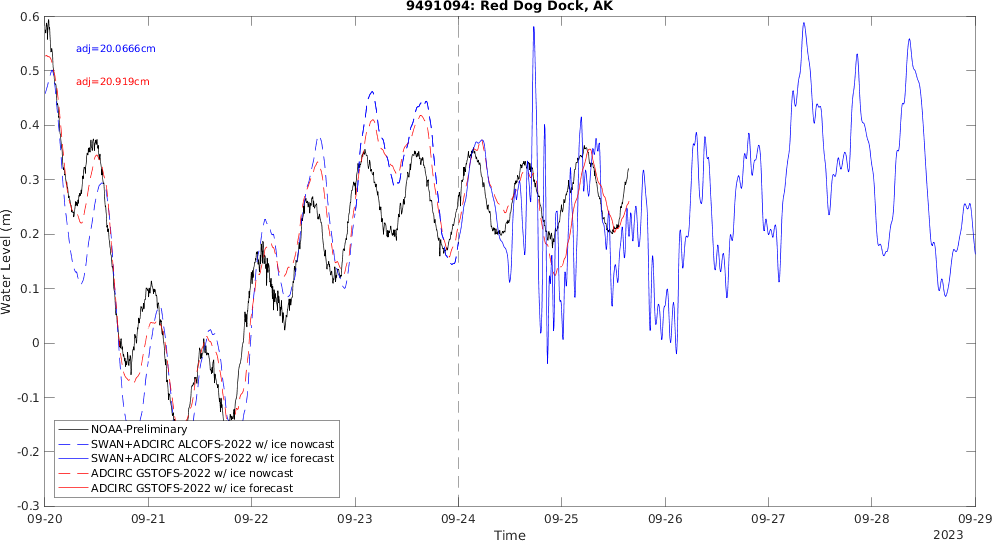 9491094: Red Dog Dock, AK
0.6
adj=20.0666cm
0.5
adj=20.919cm
0.4
0.3
0.2
0.1
0
-0.1
-0.2
-0.3
Water Level (m)
NOAA-Preliminary
SWAN+ADCIRC ALCOFS-2022 w/ ice nowcast
SWAN+ADCIRC ALCOFS-2022 w/ ice forecast
ADCIRC GSTOFS-2022 w/ ice nowcast
ADCIRC GSTOFS-2022 w/ ice forecast
09-20 09-21 09-22 09-23 09-24 09-25 09-26 09-27 09-28 09-29
Time
2023